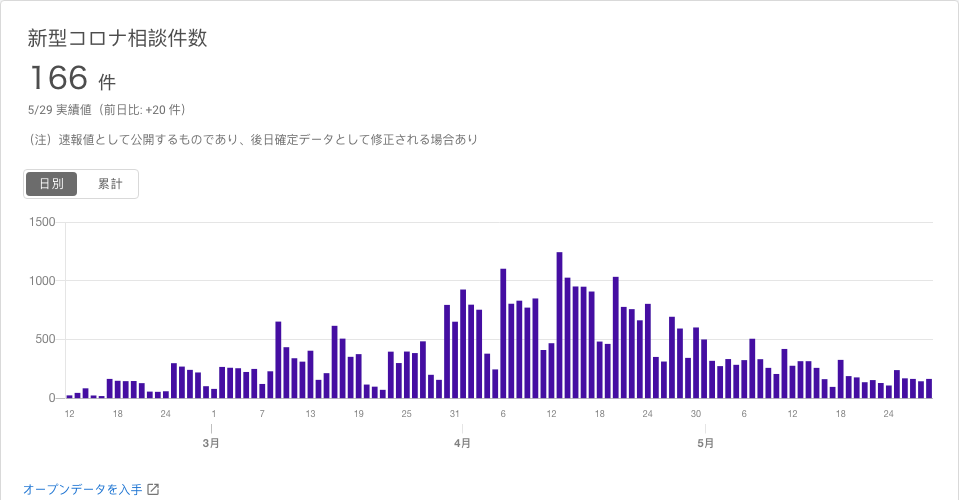 新型コロナ相談件数
166 件
5/29 実績値（前日比: +20 件）
（注）速報値として公開するものであり、後日確定データとして修正される場合あり
日別 累計
1500
1000
500
0
12 18 24 1 7 13 19 25 31 6 12 18 24 30 6 12 18 24
3月 4月 5月
オープンデータを入手